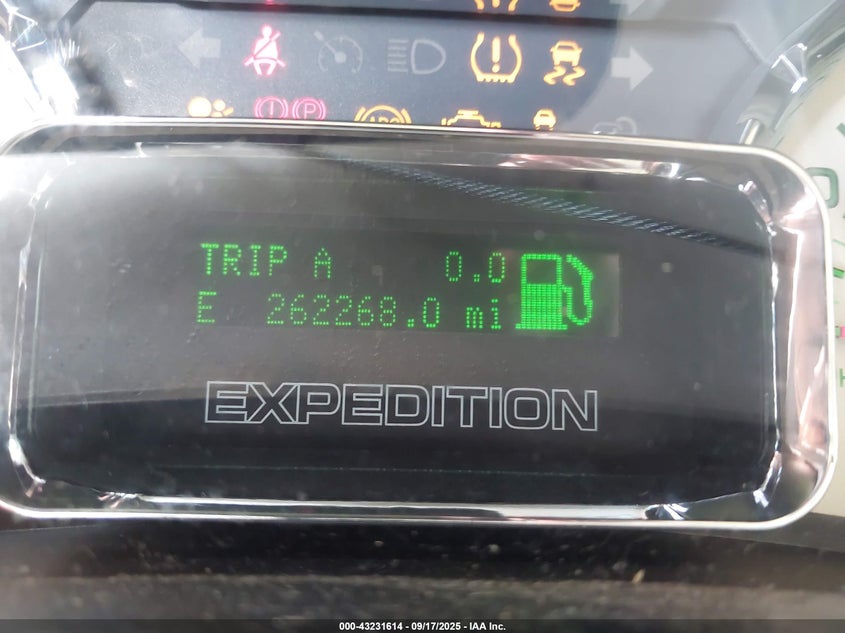 TRIP A 0.0
E 262268.0 mi
EXPEDITION
000-43231614 - 09/17/2025 - IAA Inc.